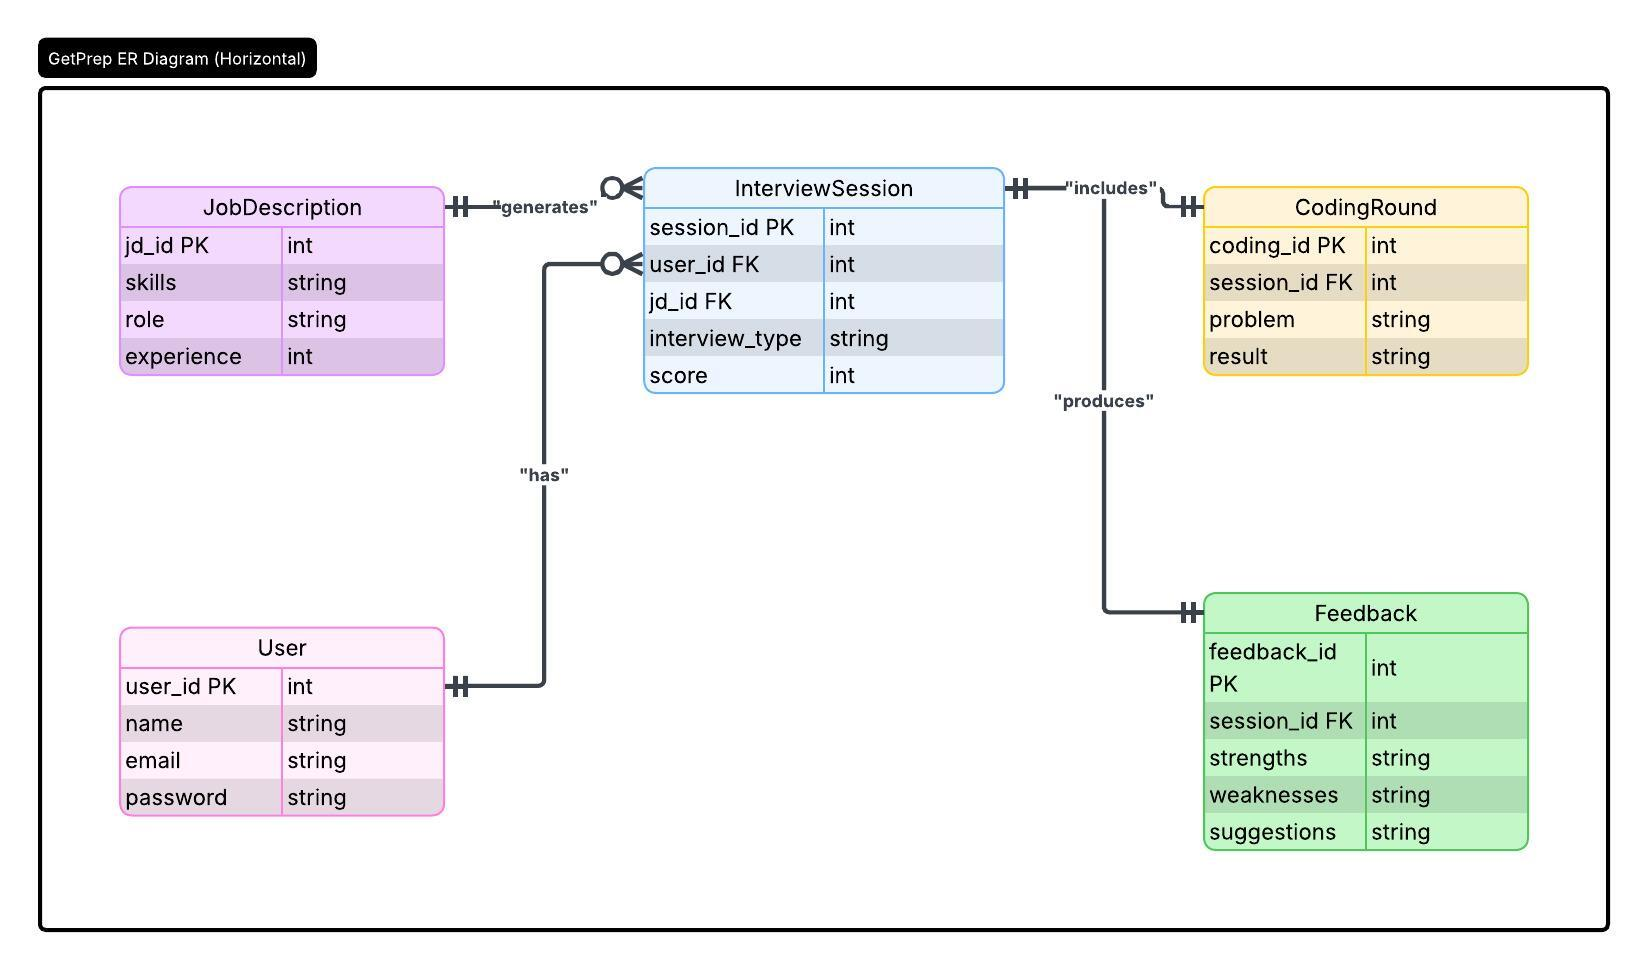 GetPrep ER Diagram (Horizontal)
JobDescription
jd_id PK int
skills string
role string
experience int
"generates"
InterviewSession
session_id PK int
user_id FK int
jd_id FK int
interview_type string
score int
"includes"
CodingRound
coding_id PK int
session_id FK int
problem string
result string
"produces"
"has"
User
user_id PK int
name string
email string
password string
Feedback
feedback_id
PK int
session_id FK int
strengths string
weaknesses string
suggestions string